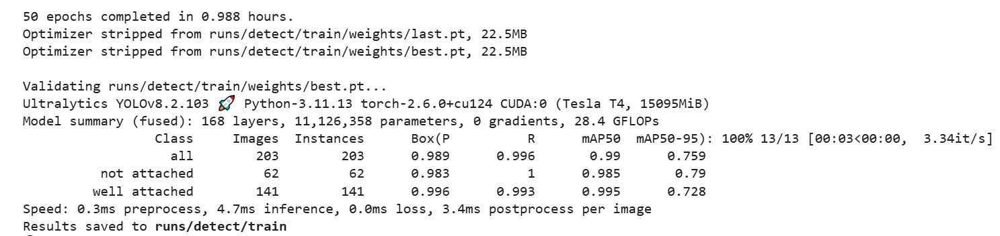 50 epochs completed in 0.988 hours.
Optimizer stripped from runs/detect/train/weights/last.pt, 22.5MB
Optimizer stripped from runs/detect/train/weights/best.pt, 22.5MB
Validating runs/detect/train/weights/best.pt...
Ultralytics YOLOv8.2.103 🚀 Python-3.11.13 torch-2.6.0+cu124 CUDA:0 (Tesla T4, 15095MiB)
Model summary (fused): 168 layers, 11,126,358 parameters, 0 gradients, 28.4 GFLOPs
Class Images Instances Box(P R mAP50 mAP50-95): 100% 13/13 [00:03<00:00, 3.34it/s]
all 203 203 0.989 0.996 0.99 0.759
not attached 62 62 0.983 1 0.985 0.79
well attached 141 141 0.996 0.993 0.995 0.728
Speed: 0.3ms preprocess, 4.7ms inference, 0.0ms loss, 3.4ms postprocess per image
Results saved to runs/detect/train